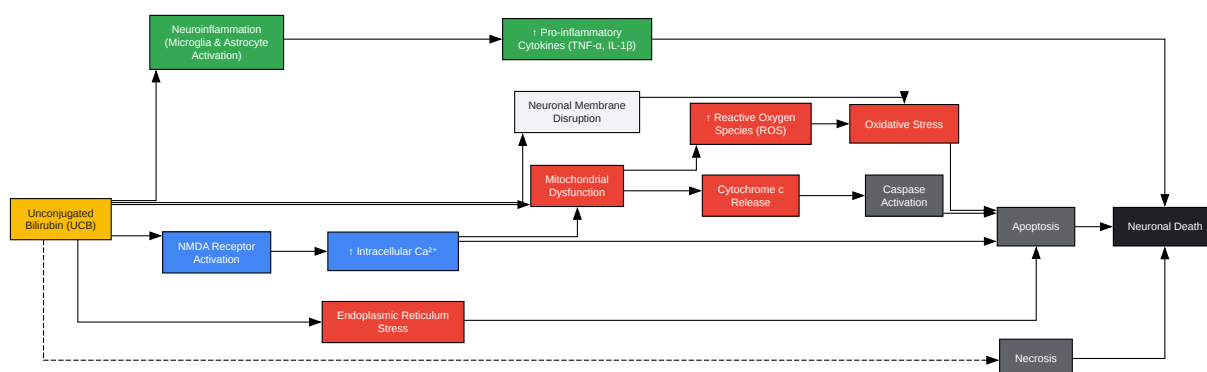 Neuroinflammation
(Microglia & Astrocyte
Activation)
↑ Pro-inflammatory
Cytokines (TNF-α, IL-1β)
Neuronal Membrane
Disruption
↑ Reactive Oxygen
Species (ROS)
Oxidative Stress
Mitochondrial
Dysfunction
Cytochrome c
Release
Caspase
Activation
Unconjugated
Bilirubin (UCB)
NMDA Receptor
Activation
↑ Intracellular Ca²⁺
Apoptosis
Neuronal Death
Endoplasmic Reticulum
Stress
Necrosis